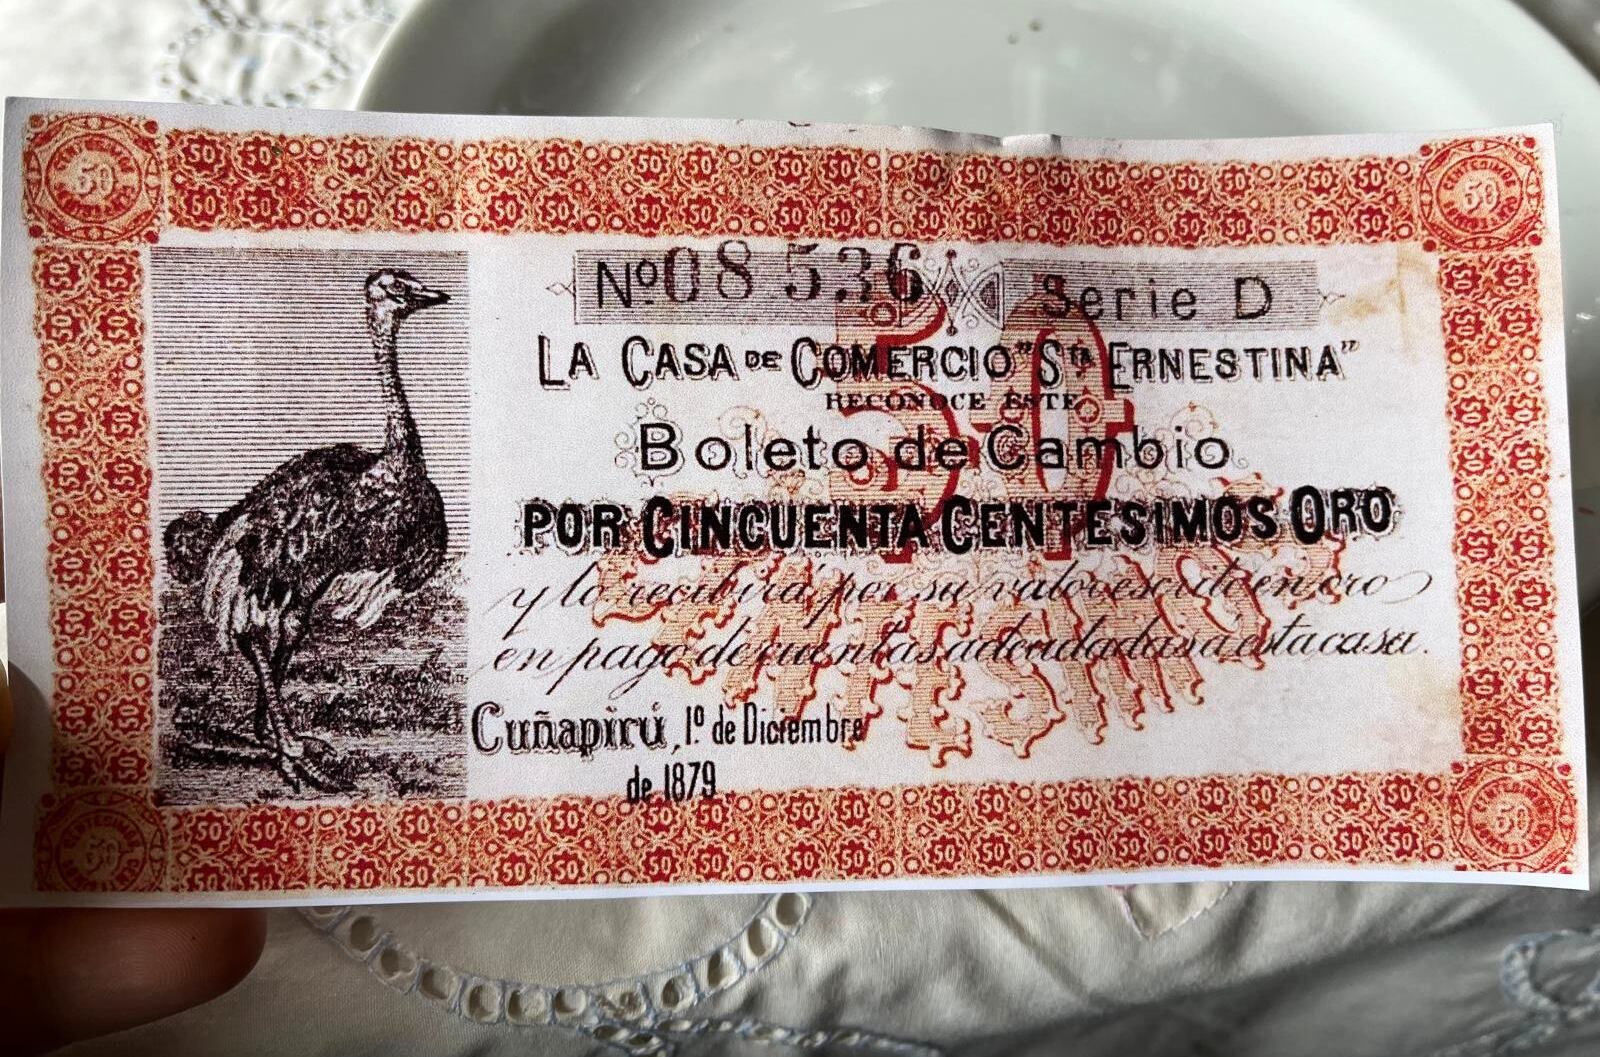 Nº 08536 Serie D
LA CASA DE COMERCIO "Sta ERNESTINA"
RECONOCE ESTE
Boleto de Cambio
POR CINCUENTA CENTESIMOS ORO
y lo recibirá por su valor escrito en oro
en pago de cuentas adeudadas á esta casa.
Cuñapirú, 1º de Diciembre
de 1879
50
CENTESIMOS